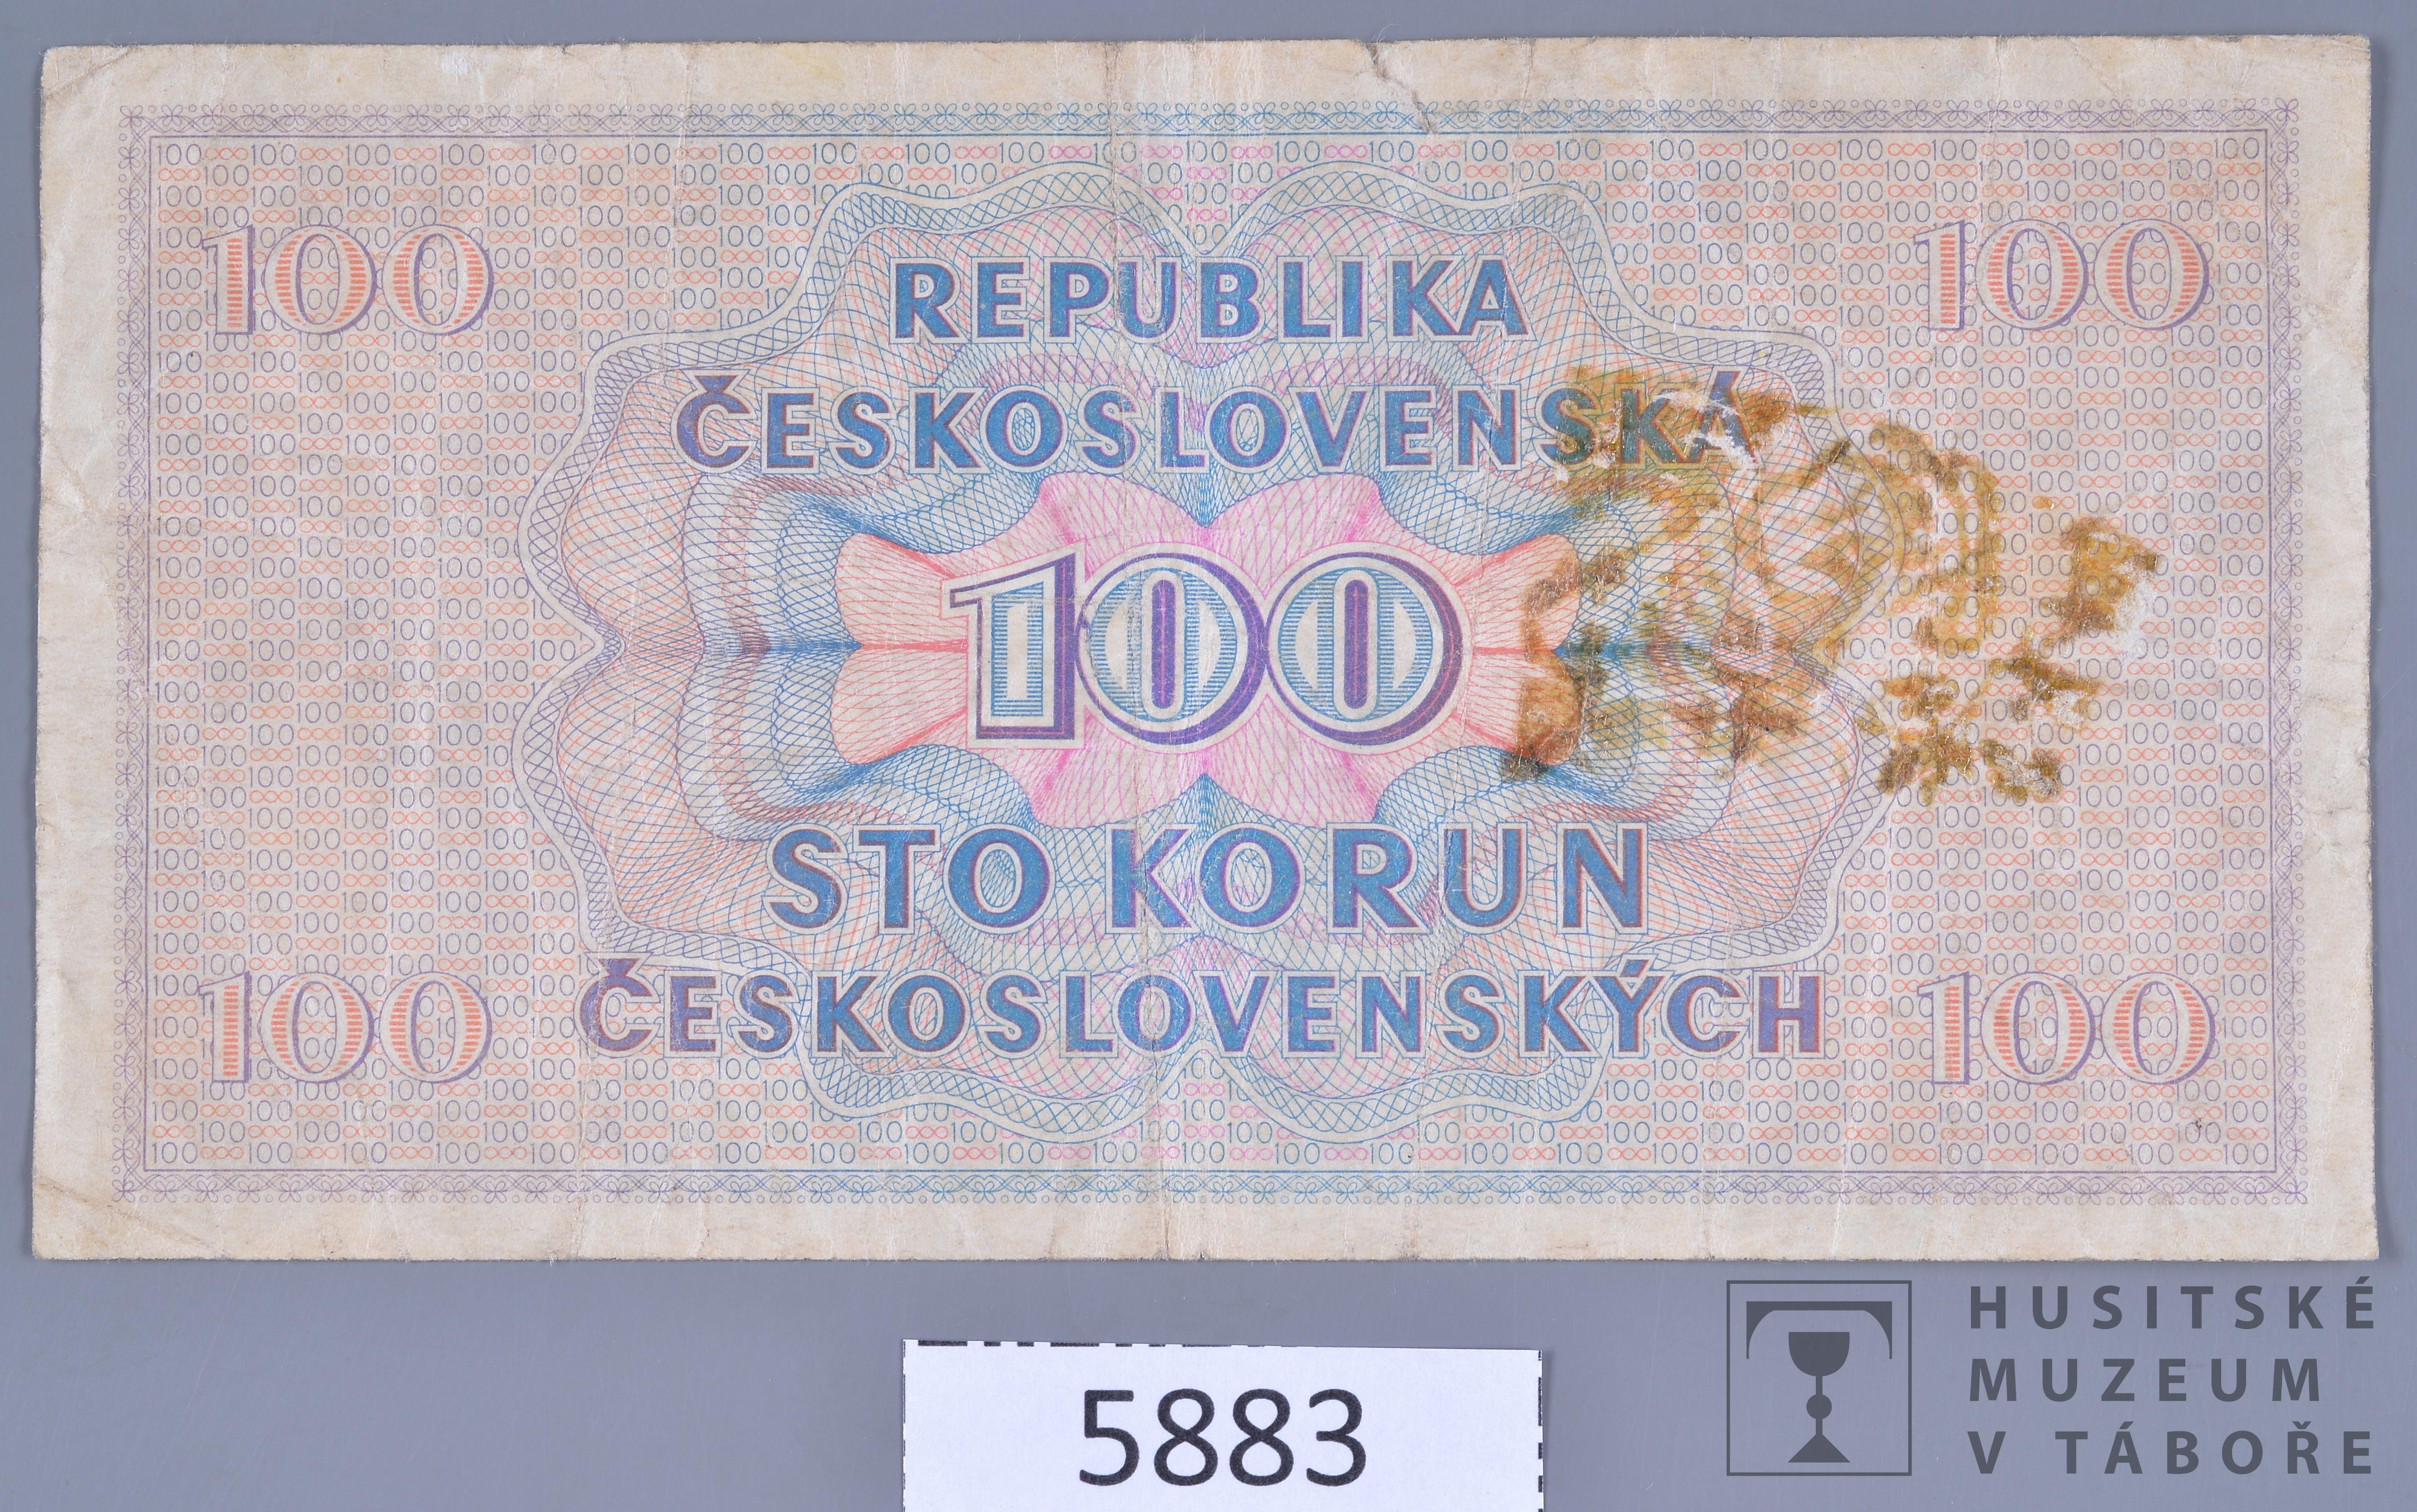 100 100
REPUBLIKA
ČESKOSLOVENSKÁ
100
STO KORUN
ČESKOSLOVENSKÝCH
100 100
5883
HUSITSKÉ
MUZEUM
V TÁBOŘE